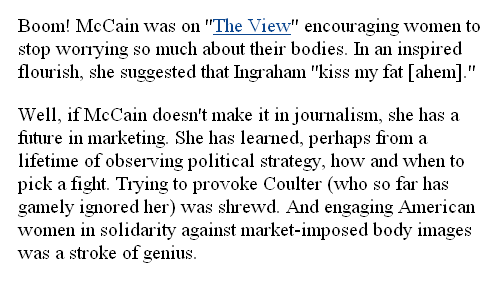 Boom! McCain was on "The View" encouraging women to
stop worrying so much about their bodies. In an inspired
flourish, she suggested that Ingraham "kiss my fat [ahem]."
Well, if McCain doesn't make it in journalism, she has a
future in marketing. She has learned, perhaps from a
lifetime of observing political strategy, how and when to
pick a fight. Trying to provoke Coulter (who so far has
gamely ignored her) was shrewd. And engaging American
women in solidarity against market-imposed body images
was a stroke of genius.